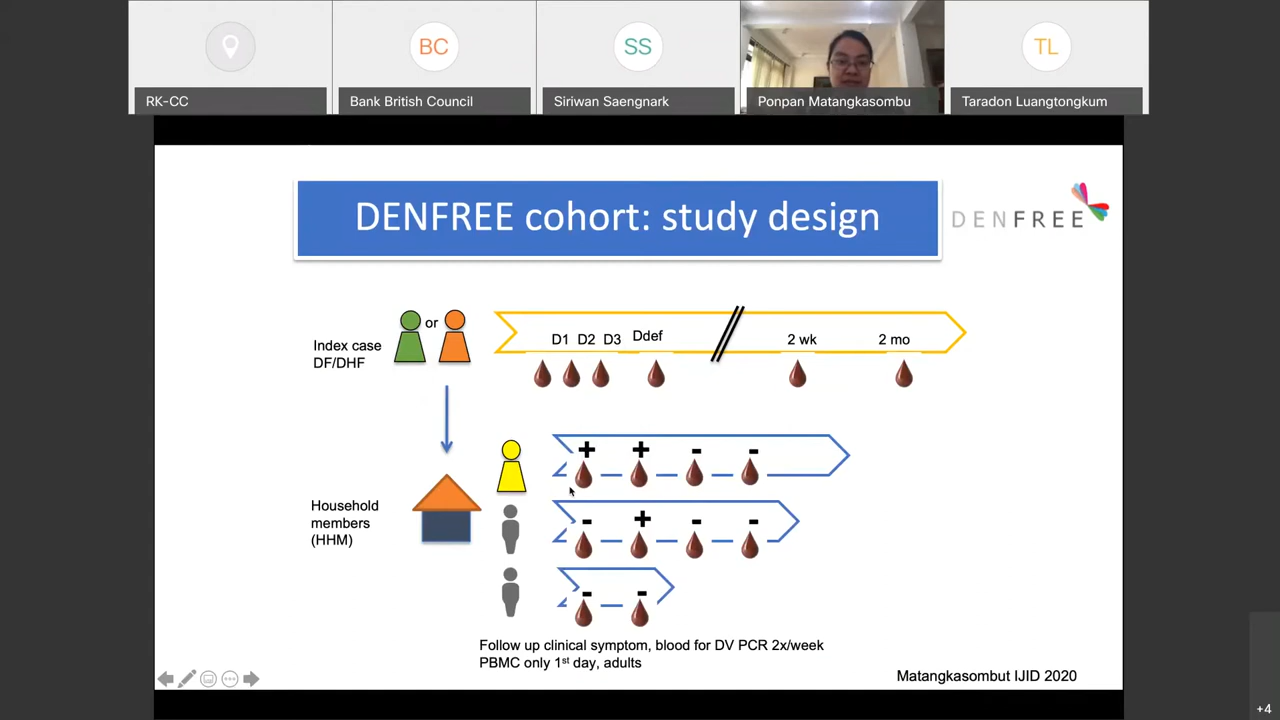 RK-CC
BC
Bank British Council
SS
Siriwan Saengnark
Ponpan Matangkasombu
TL
Taradon Luangtongkum
DENFREE cohort: study design
DENFREE
Index case
DF/DHF
or
D1 D2 D3 Ddef
2 wk
2 mo
+ + - -
Household
members
(HHM)
- + - -
- -
Follow up clinical symptom, blood for DV PCR 2x/week
PBMC only 1st day, adults
Matangkasombut IJID 2020
+4